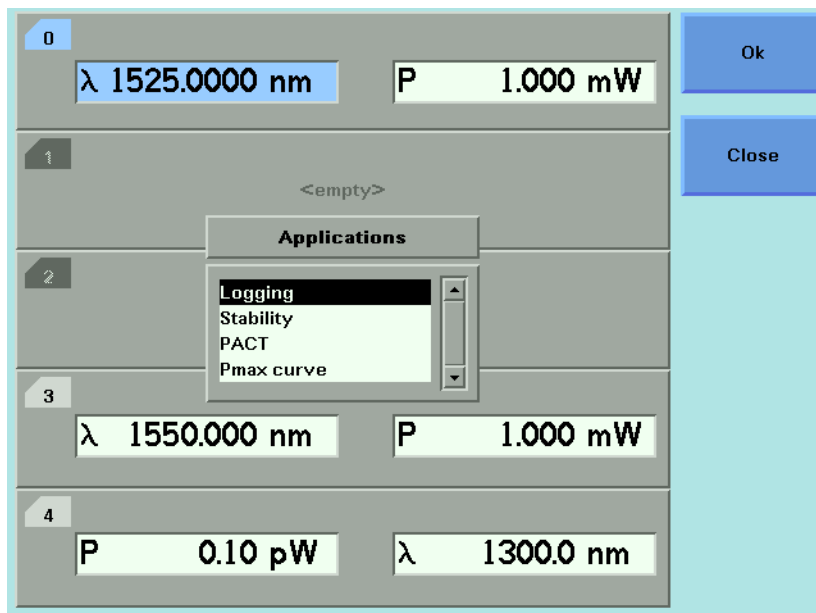 0
λ 1525.0000 nm
P 1.000 mW
Ok
1
<empty>
Close
Applications
2
Logging
Stability
PACT
Pmax curve
3
λ 1550.000 nm
P 1.000 mW
4
P 0.10 pW
λ 1300.0 nm